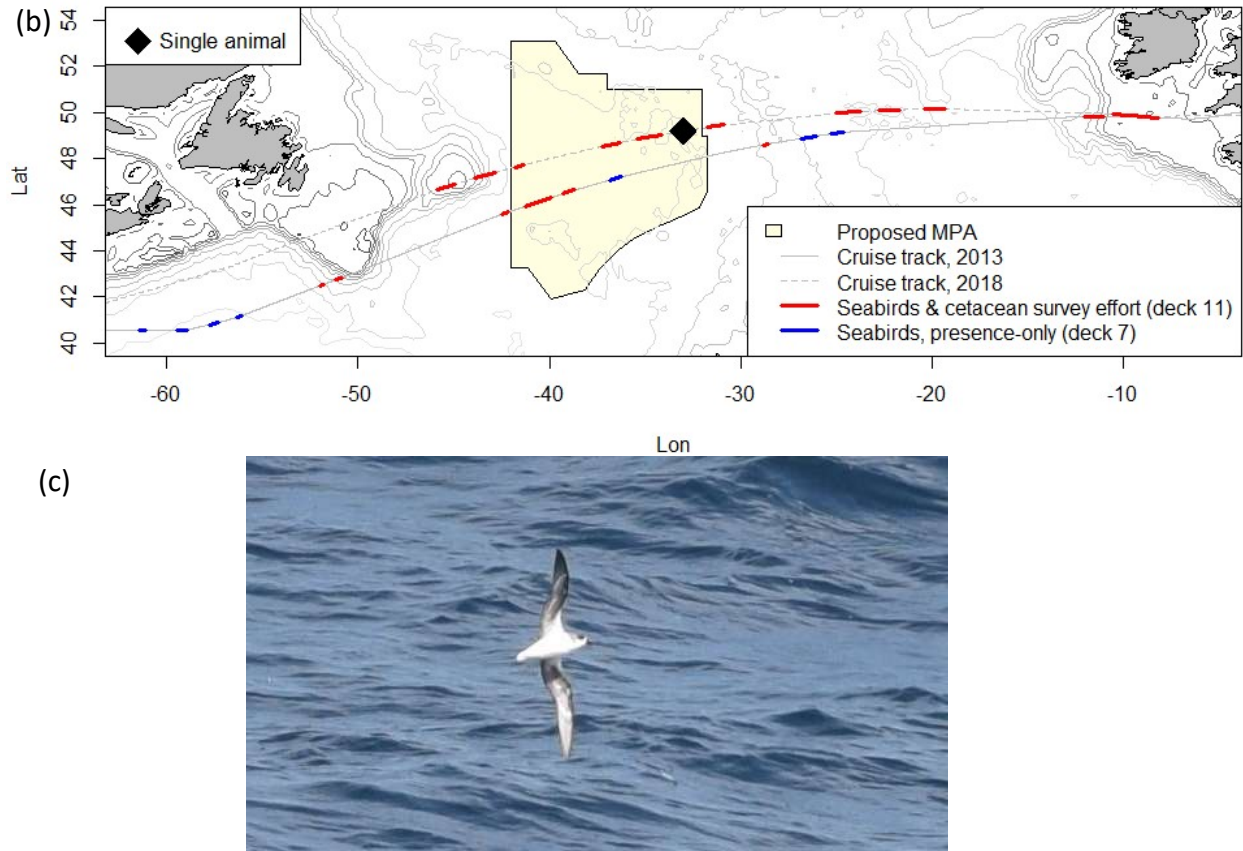 (b)
Single animal
54
52
50
48
46
44
42
40
Lat
Proposed MPA
Cruise track, 2013
Cruise track, 2018
Seabirds & cetacean survey effort (deck 11)
Seabirds, presence-only (deck 7)
-60 -50 -40 -30 -20 -10
Lon
(c)